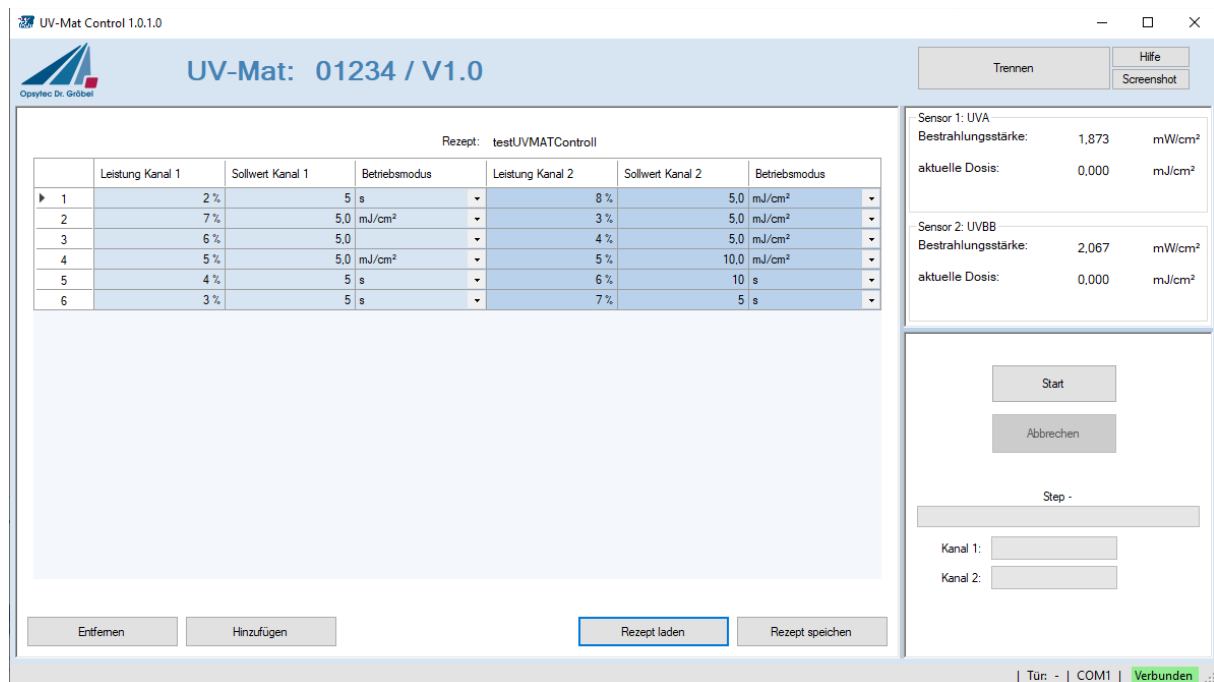 UV-Mat Control 1.0.1.0
Opsytec Dr. Gröbel
UV-Mat: 01234 / V1.0
Trennen
Hilfe
Screenshot
Rezept: testUVMATControll
Leistung Kanal 1 Sollwert Kanal 1 Betriebsmodus Leistung Kanal 2 Sollwert Kanal 2 Betriebsmodus
1 2 % 5 s 8 % 5,0 mJ/cm²
2 7 % 5,0 mJ/cm² 3 % 5,0 mJ/cm²
3 6 % 5,0 4 % 5,0 mJ/cm²
4 5 % 5,0 mJ/cm² 5 % 10,0 mJ/cm²
5 4 % 5 s 6 % 10 s
6 3 % 5 s 7 % 5 s
Entfernen
Hinzufügen
Rezept laden
Rezept speichen
Sensor 1: UVA
Bestrahlungsstärke: 1,873 mW/cm²
aktuelle Dosis: 0,000 mJ/cm²
Sensor 2: UVBB
Bestrahlungsstärke: 2,067 mW/cm²
aktuelle Dosis: 0,000 mJ/cm²
Start
Abbrechen
Step -
Kanal 1:
Kanal 2:
| Tür: - | COM1 | Verbunden